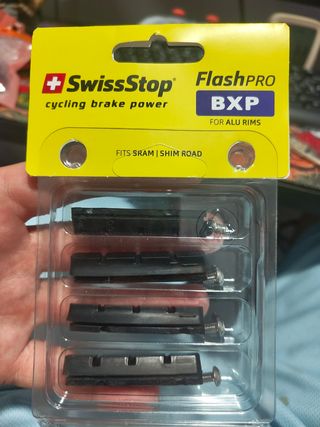 SwissStop®
cycling brake power
FlashPRO
BXP
FOR ALU RIMS
FITS SRAM | SHIM ROAD